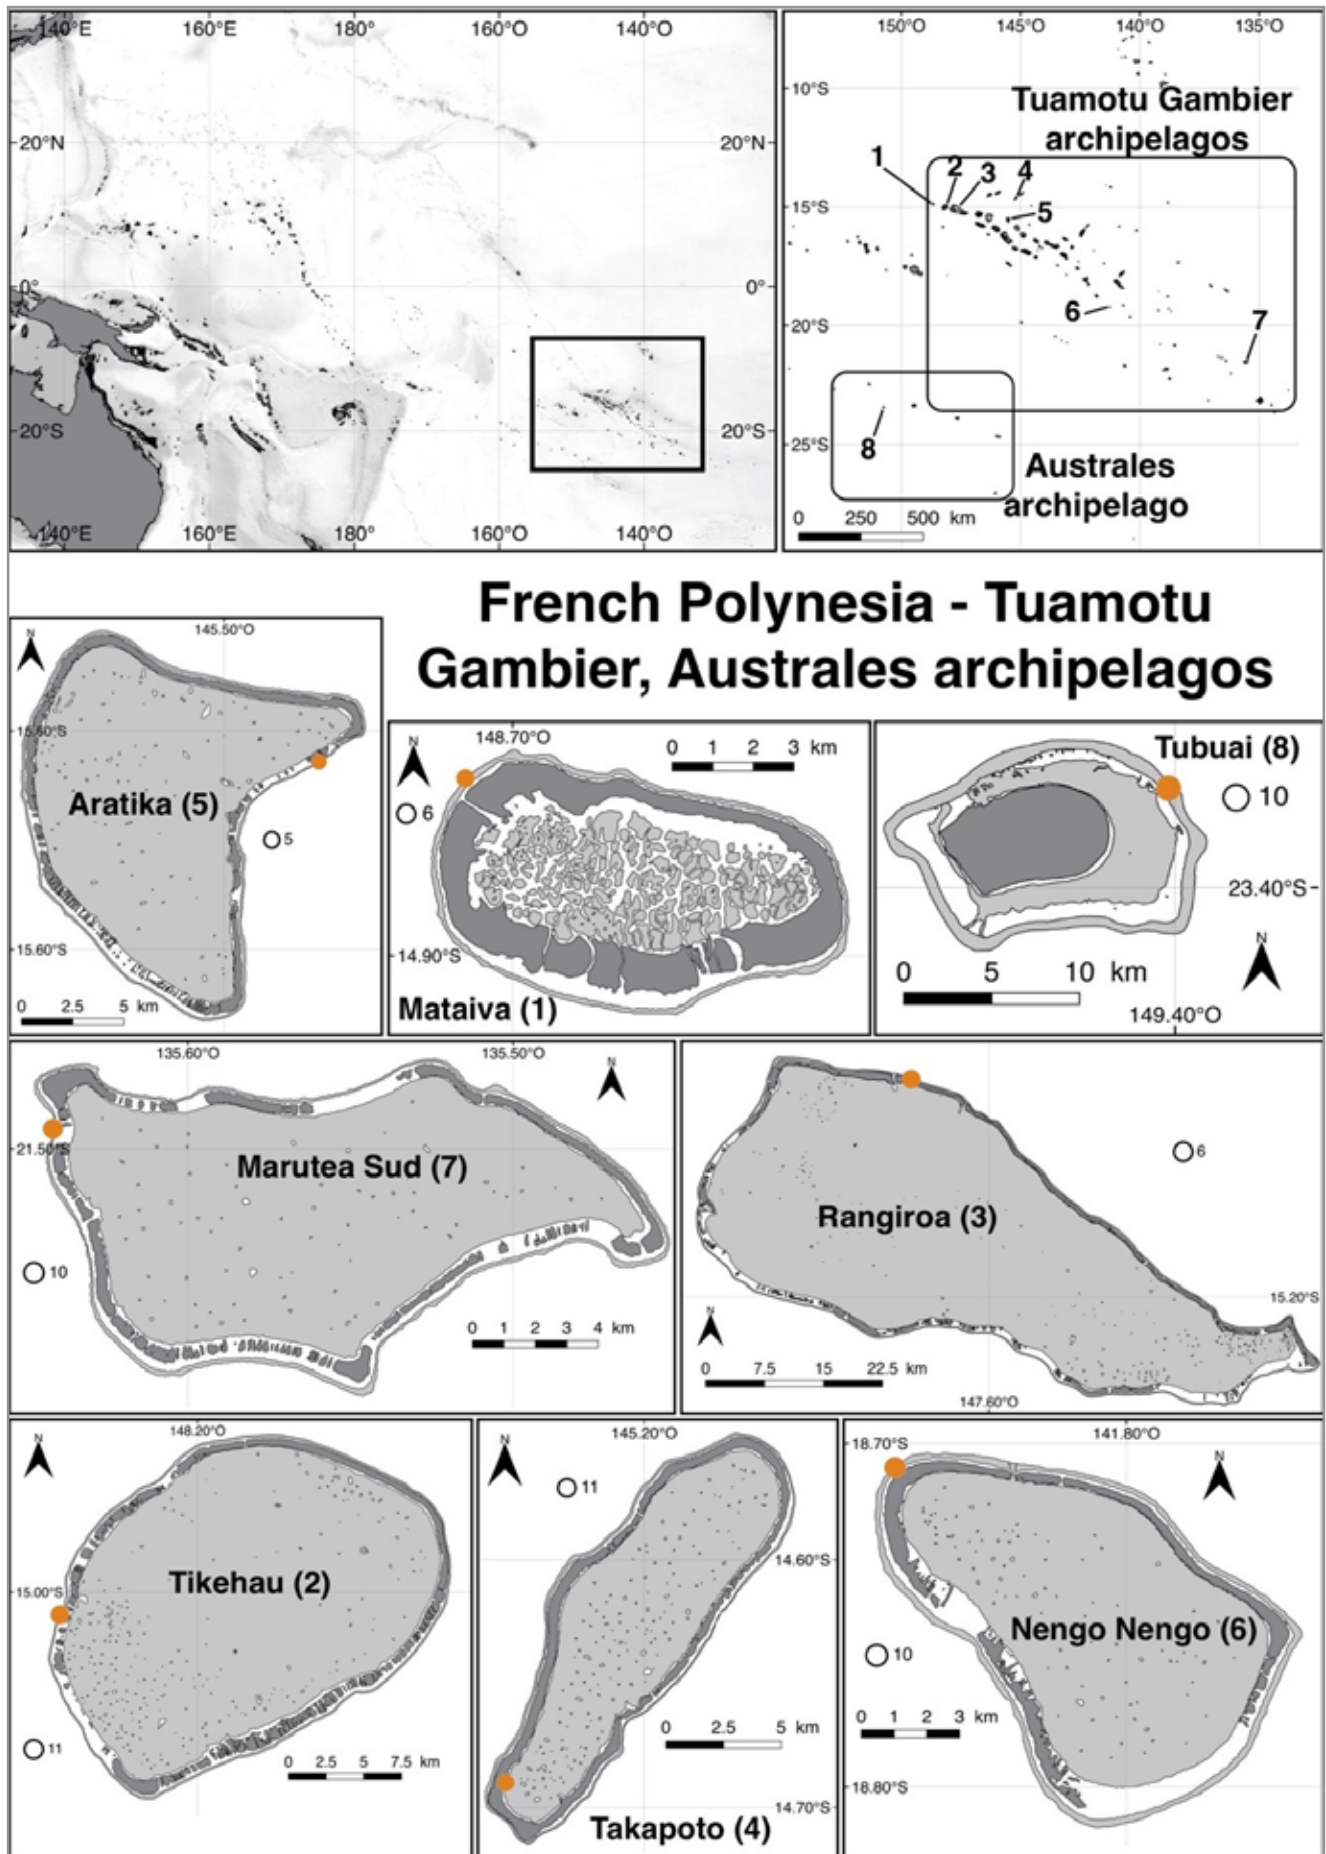 140°E 160°E 180° 160°O 140°O
20°N 20°N
0° 0°
20°S 20°S
140°E 160°E 180° 160°O 140°O
150°O 145°O 140°O 135°O
10°S
Tuamotu Gambier
archipelagos
1 2 3 4
15°S
5
6
20°S
7
8
25°S
Australes
archipelago
0 250 500 km
French Polynesia - Tuamotu
Gambier, Australes archipelagos
N
145.50°O
15.60°S
Aratika (5)
5
15.60°S
0 2.5 5 km
N
148.70°O
0 1 2 3 km
6
14.90°S
Mataiva (1)
Tubuai (8)
10
23.40°S
N
0 5 10 km
149.40°O
135.60°O 135.50°O
N
21.50°S
Marutea Sud (7)
10
0 1 2 3 4 km
6
Rangiroa (3)
15.20°S
N
0 7.5 15 22.5 km
147.60°O
N
148.20°O
Tikehau (2)
15.00°S
11
0 2.5 5 7.5 km
N
145.20°O
11
14.60°S
0 2.5 5 km
14.70°S
Takapoto (4)
18.70°S
141.80°O
N
Nengo Nengo (6)
10
0 1 2 3 km
18.80°S